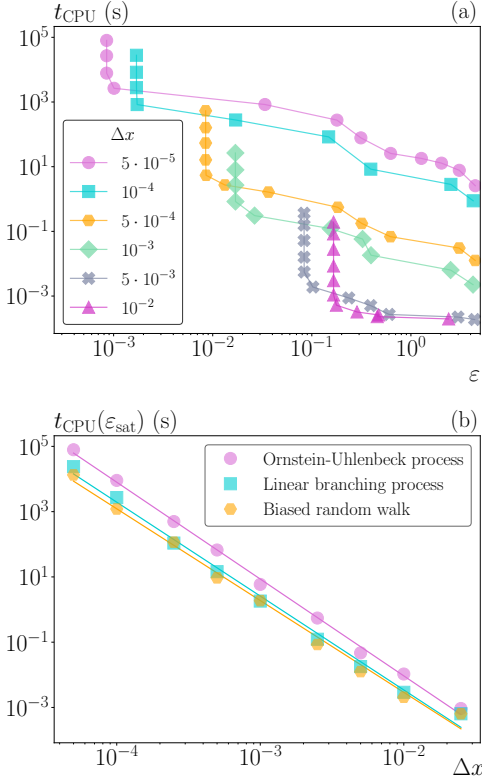 t_CPU (s) (a)
10^5
10^3
10^1
10^-1
10^-3
Δx
5 · 10^-5
10^-4
5 · 10^-4
10^-3
5 · 10^-3
10^-2
10^-3 10^-2 10^-1 10^0
ε
t_CPU(ε_sat) (s) (b)
10^5
10^3
10^1
10^-1
10^-3
Ornstein-Uhlenbeck process
Linear branching process
Biased random walk
10^-4 10^-3 10^-2 Δx